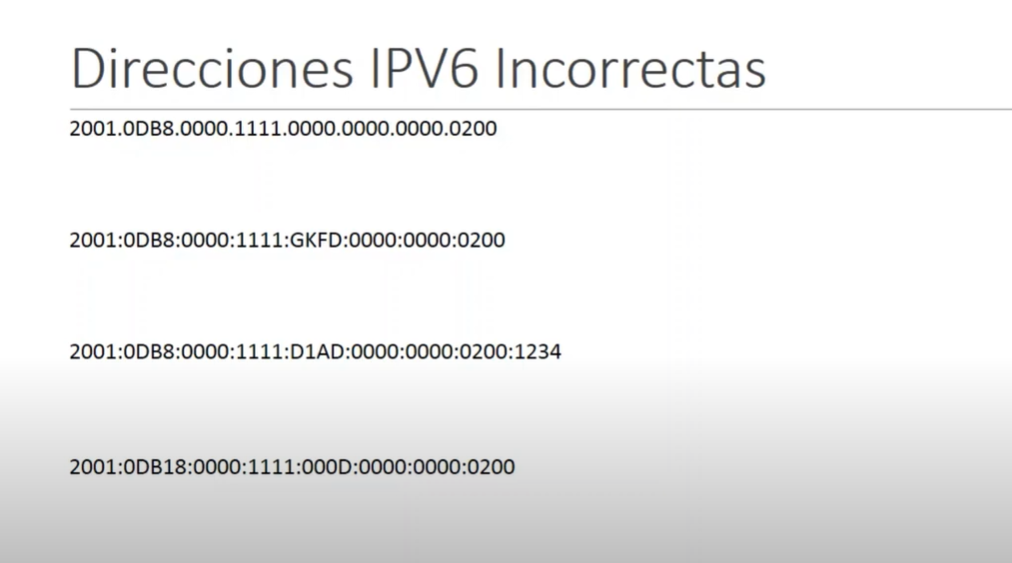 Direcciones IPV6 Incorrectas
2001.0DB8.0000.1111.0000.0000.0000.0200
2001:0DB8:0000:1111:GKFD:0000:0000:0200
2001:0DB8:0000:1111:D1AD:0000:0000:0200:1234
2001:0DB18:0000:1111:000D:0000:0000:0200